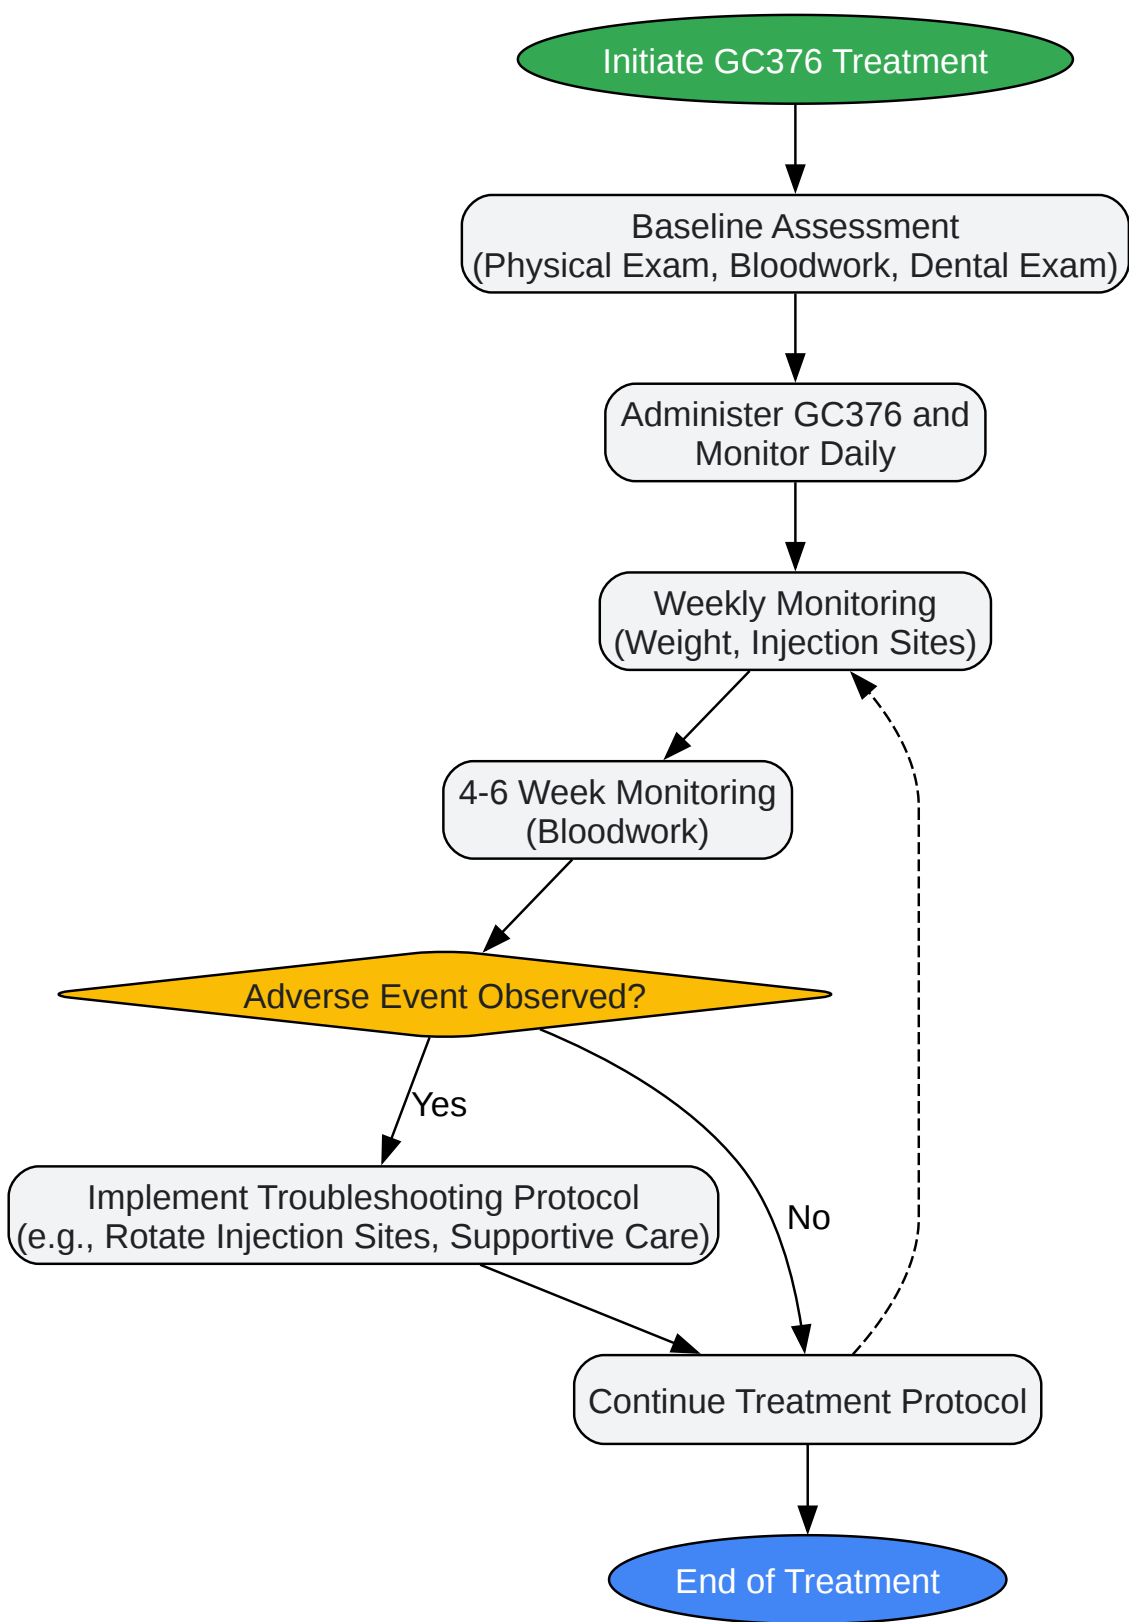 Initiate GC376 Treatment
Baseline Assessment
(Physical Exam, Bloodwork, Dental Exam)
Administer GC376 and
Monitor Daily
Weekly Monitoring
(Weight, Injection Sites)
4-6 Week Monitoring
(Bloodwork)
Adverse Event Observed?
Yes
Implement Troubleshooting Protocol
(e.g., Rotate Injection Sites, Supportive Care)
No
Continue Treatment Protocol
End of Treatment